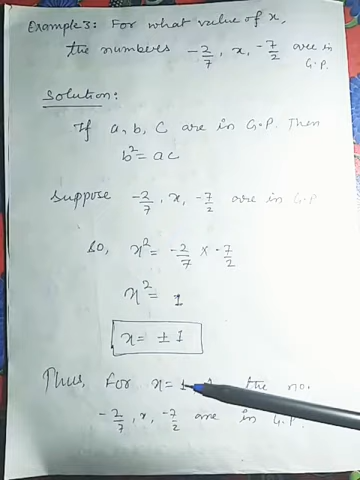 Example 3: For what value of x,
the numbers -2/7, x, -7/2 are in G.P.
Solution:
If a, b, c are in G.P. Then
b² = ac
Suppose -2/7, x, -7/2 are in G.P
So, x² = -2/7 × -7/2
x² = 1
x = ± 1
Thus, For x = 1 the no.
-2/7, x, -7/2 are in G.P.